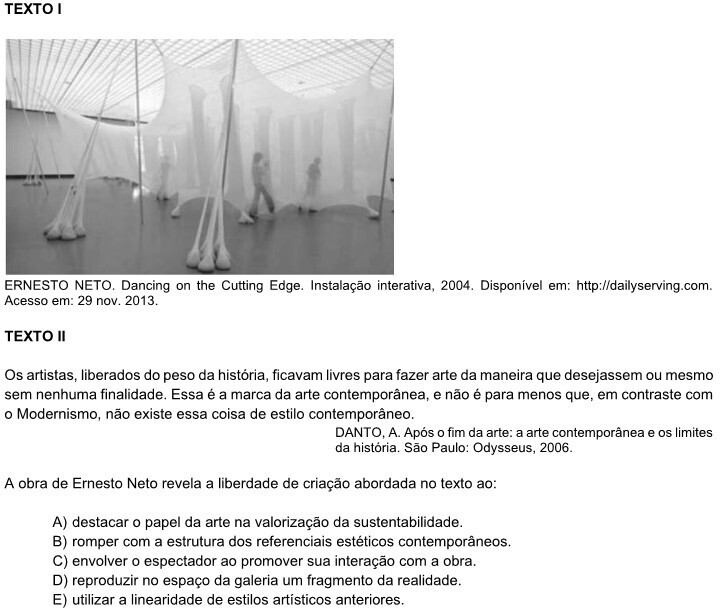 TEXTO I
ERNESTO NETO. Dancing on the Cutting Edge. Instalação interativa, 2004. Disponível em: http://dailyserving.com.
Acesso em: 29 nov. 2013.
TEXTO II
Os artistas, liberados do peso da história, ficavam livres para fazer arte da maneira que desejassem ou mesmo
sem nenhuma finalidade. Essa é a marca da arte contemporânea, e não é para menos que, em contraste com
o Modernismo, não existe essa coisa de estilo contemporâneo.
DANTO, A. Após o fim da arte: a arte contemporânea e os limites
da história. São Paulo: Odysseus, 2006.
A obra de Ernesto Neto revela a liberdade de criação abordada no texto ao:
A) destacar o papel da arte na valorização da sustentabilidade.
B) romper com a estrutura dos referenciais estéticos contemporâneos.
C) envolver o espectador ao promover sua interação com a obra.
D) reproduzir no espaço da galeria um fragmento da realidade.
E) utilizar a linearidade de estilos artísticos anteriores.